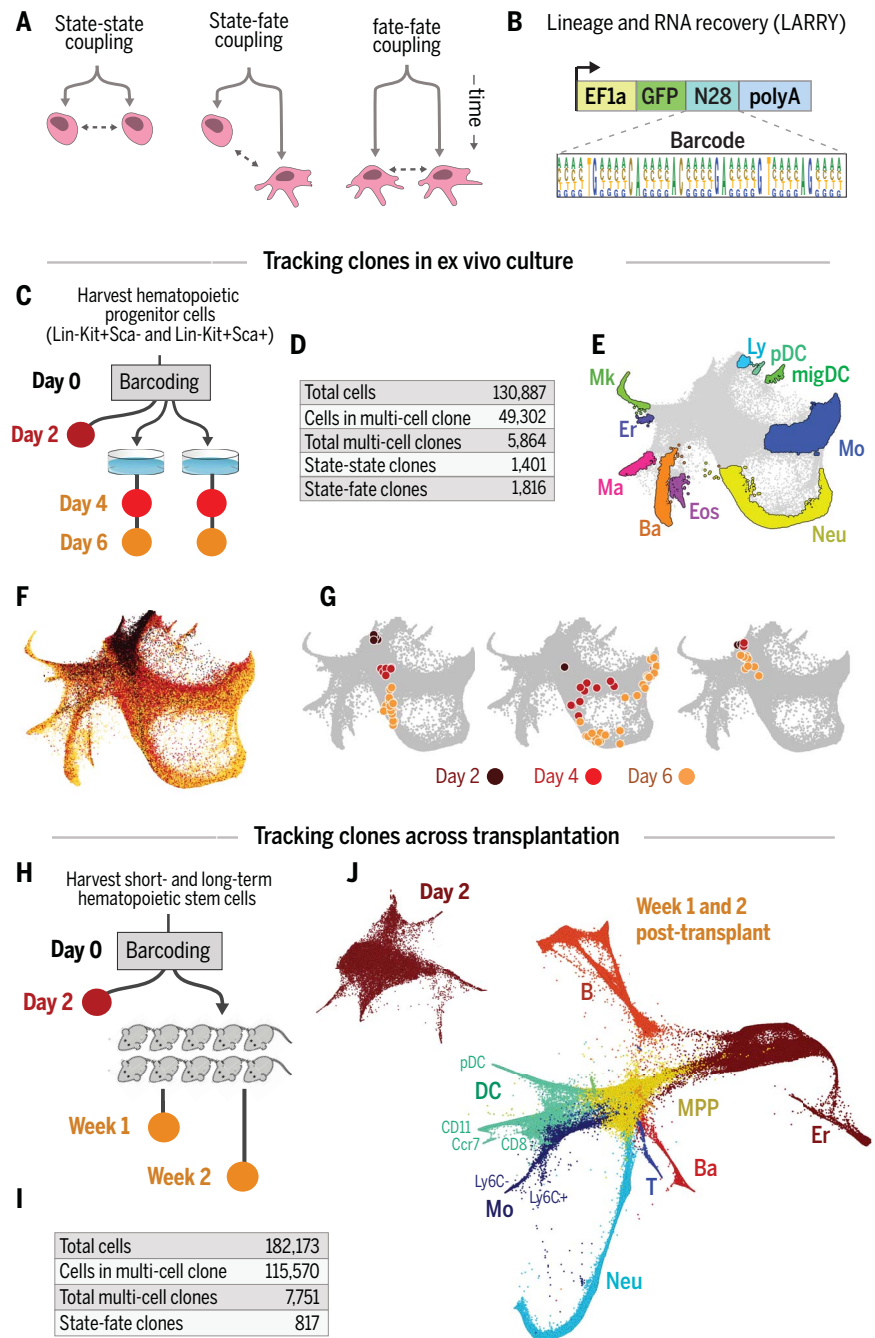 A
State-state
coupling
State-fate
coupling
fate-fate
coupling
– time →
B
Lineage and RNA recovery (LARRY)
EF1a GFP N28 polyA
Barcode
Tracking clones in ex vivo culture
C
Harvest hematopoietic
progenitor cells
(Lin-Kit+Sca- and Lin-Kit+Sca+)
Day 0
Barcoding
Day 2
Day 4
Day 6
D
Total cells 130,887
Cells in multi-cell clone 49,302
Total multi-cell clones 5,864
State-state clones 1,401
State-fate clones 1,816
E
Ly
pDC
migDC
Mk
Er
Mo
Ma
Ba
Eos
Neu
F
G
Day 2
Day 4
Day 6
Tracking clones across transplantation
H
Harvest short- and long-term
hematopoietic stem cells
Day 0
Barcoding
Day 2
Week 1
Week 2
I
Total cells 182,173
Cells in multi-cell clone 115,570
Total multi-cell clones 7,751
State-fate clones 817
J
Day 2
Week 1 and 2
post-transplant
B
pDC
DC
MPP
CD11
Ccr7
CD8
Er
Ba
T
Ly6C-
Ly6C+
Mo
Neu